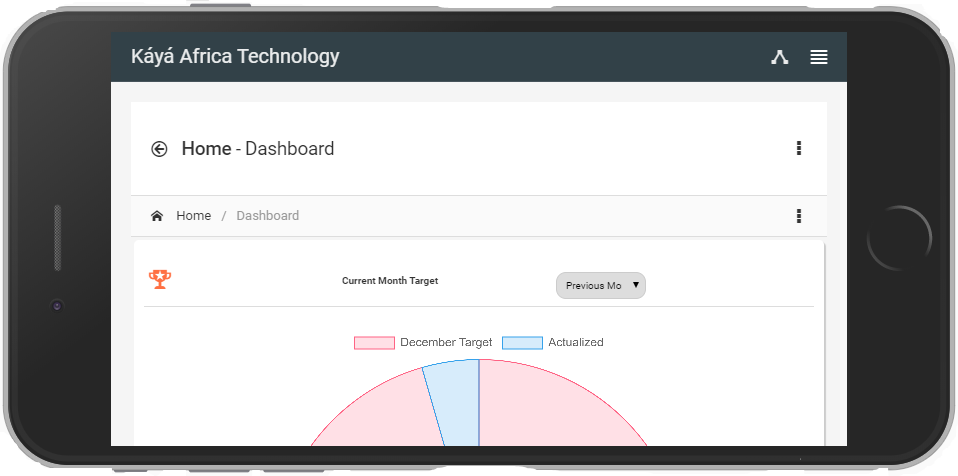 Káyá Africa Technology
Home - Dashboard
Home / Dashboard
Current Month Target
Previous Mo
December Target
Actualized